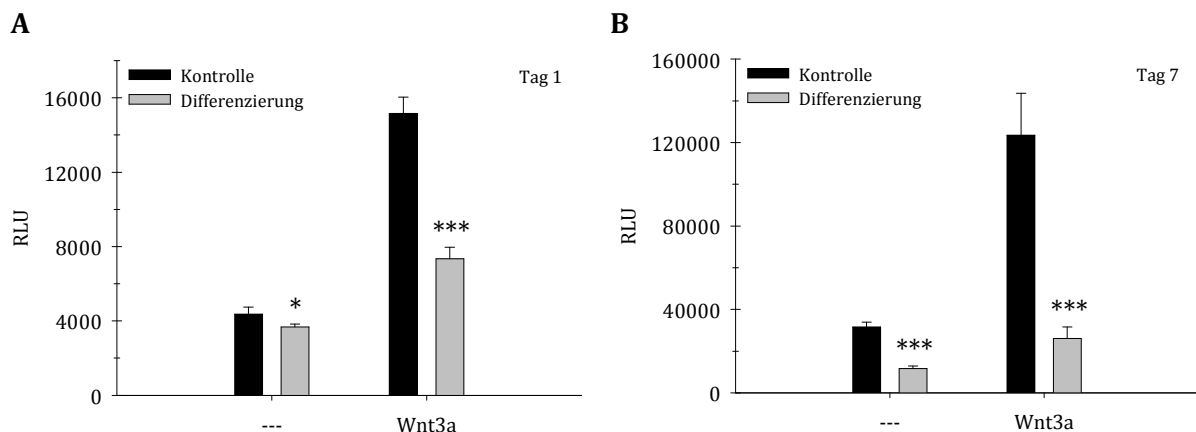 A
Kontrolle
Differenzierung
Tag 1
RLU
16000
12000
8000
4000
0
*
***
---
Wnt3a
B
Kontrolle
Differenzierung
Tag 7
RLU
160000
120000
80000
40000
0
***
***
---
Wnt3a